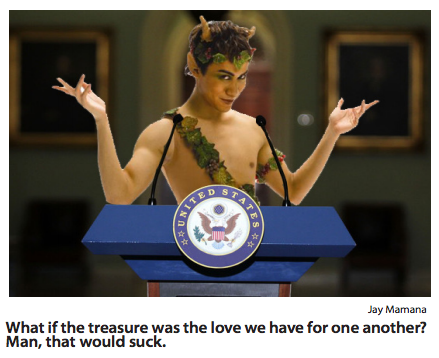 UNITED STATES
Jay Mamana
What if the treasure was the love we have for one another?
Man, that would suck.